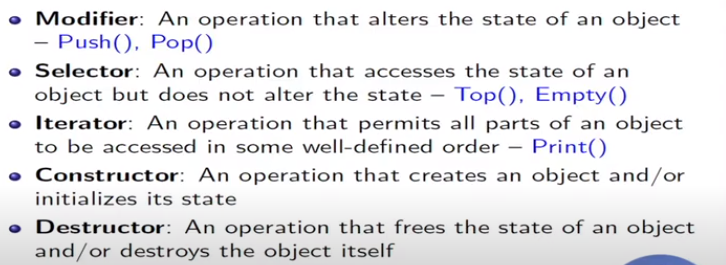 • Modifier: An operation that alters the state of an object
– Push(), Pop()
• Selector: An operation that accesses the state of an
object but does not alter the state – Top(), Empty()
• Iterator: An operation that permits all parts of an object
to be accessed in some well-defined order – Print()
• Constructor: An operation that creates an object and/or
initializes its state
• Destructor: An operation that frees the state of an object
and/or destroys the object itself